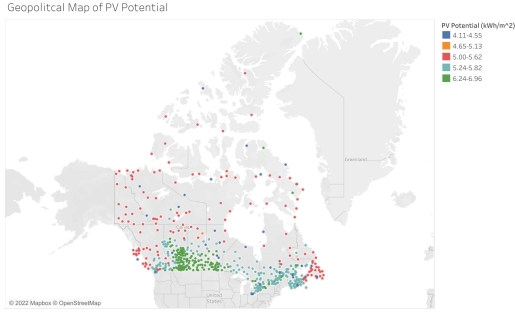 Geopolitcal Map of PV Potential
PV Potential (kWh/m^2)
4.11-4.55
4.65-5.13
5.00-5.62
5.24-5.82
6.24-6.96
Greenland
United
States
© 2022 Mapbox © OpenStreetMap